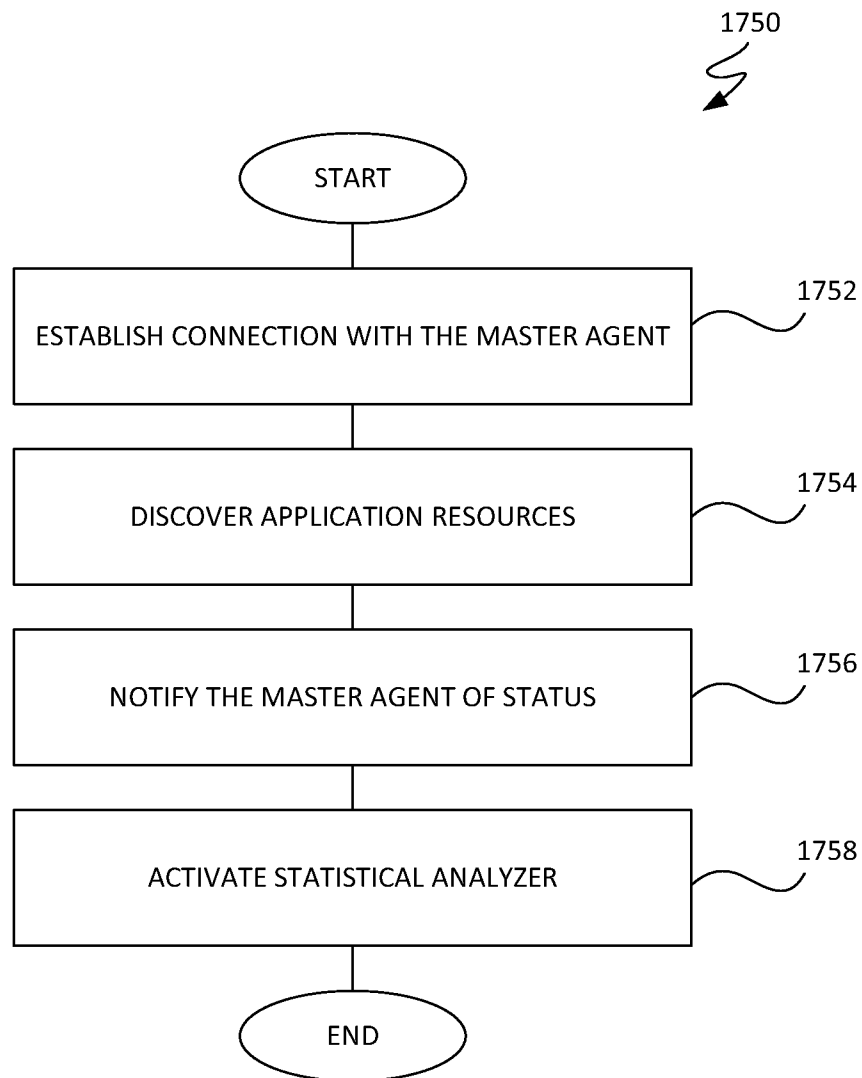 1750
START
ESTABLISH CONNECTION WITH THE MASTER AGENT
1752
DISCOVER APPLICATION RESOURCES
1754
NOTIFY THE MASTER AGENT OF STATUS
1756
ACTIVATE STATISTICAL ANALYZER
1758
END